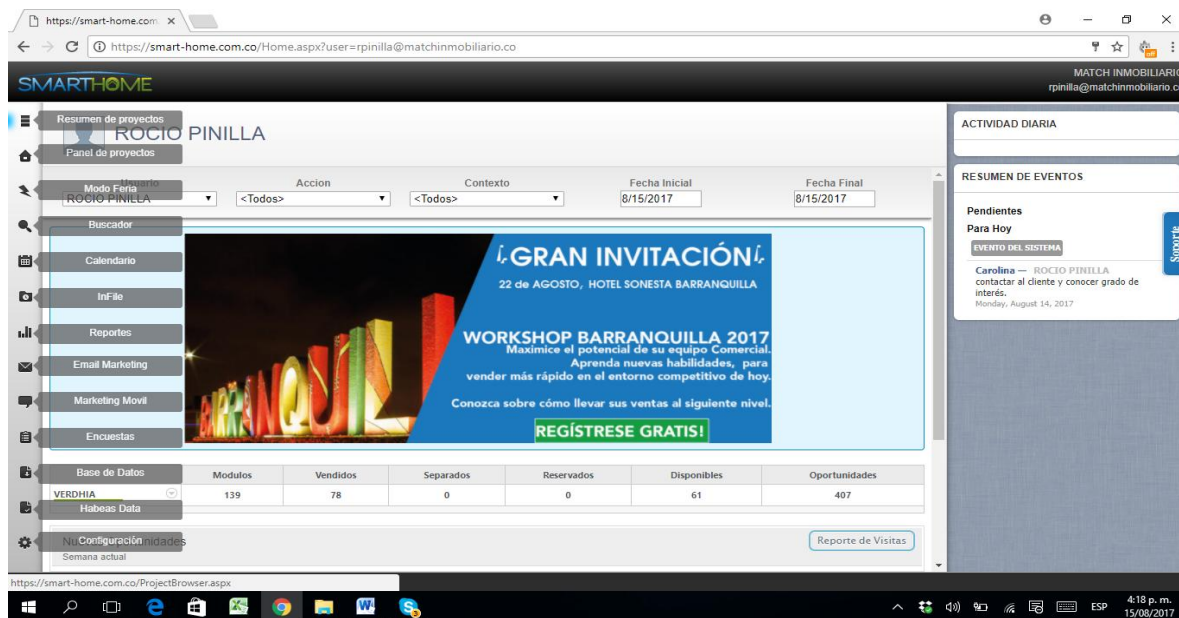 https://smart-home.com
https://smart-home.com.co/Home.aspx?user=rpinilla@matchinmobiliario.co
off
SMARTHOME
MATCH INMOBILIARIO
rpinilla@matchinmobiliario.co
Resumen de proyectos
Panel de proyectos
Modo Feria
Buscador
Calendario
InFile
Reportes
Email Marketing
Marketing Movil
Encuestas
Base de Datos
Habeas Data
Configuración
ROCIO PINILLA
Usuario
Accion
Contexto
Fecha Inicial
Fecha Final
ROCIO PINILLA
<Todos>
<Todos>
8/15/2017
8/15/2017
GRAN INVITACIÓN
22 de AGOSTO, HOTEL SONESTA BARRANQUILLA
WORKSHOP BARRANQUILLA 2017
Maximice el potencial de su equipo Comercial.
Aprenda nuevas habilidades, para
vender más rápido en el entorno competitivo de hoy.
Conozca sobre cómo llevar sus ventas al siguiente nivel.
REGÍSTRESE GRATIS!
Modulos Vendidos Separados Reservados Disponibles Oportunidades
VERDHIA 139 78 0 0 61 407
Reporte de Visitas
Semana actual
ACTIVIDAD DIARIA
RESUMEN DE EVENTOS
Pendientes
Para Hoy
EVENTO DEL SISTEMA
Carolina — ROCIO PINILLA
contactar al cliente y conocer grado de
interés.
Monday, August 14, 2017
Soporte
https://smart-home.com.co/ProjectBrowser.aspx
ESP
4:18 p. m.
15/08/2017